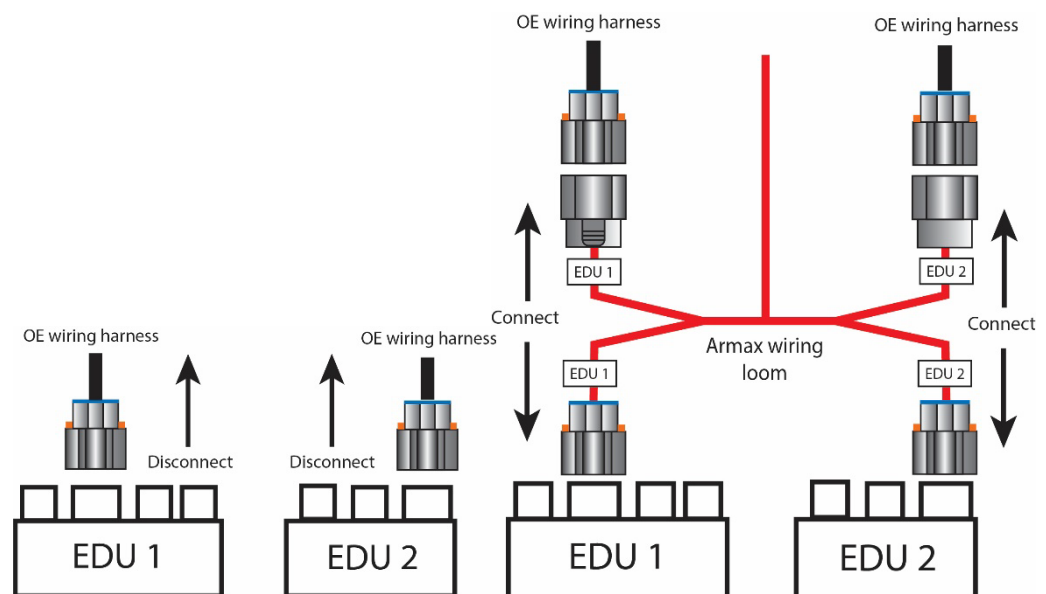 OE wiring harness
Disconnect
EDU 1
OE wiring harness
Disconnect
EDU 2
OE wiring harness
OE wiring harness
EDU 1
EDU 2
Connect
Connect
Armax wiring
loom
EDU 1
EDU 2
EDU 1
EDU 2